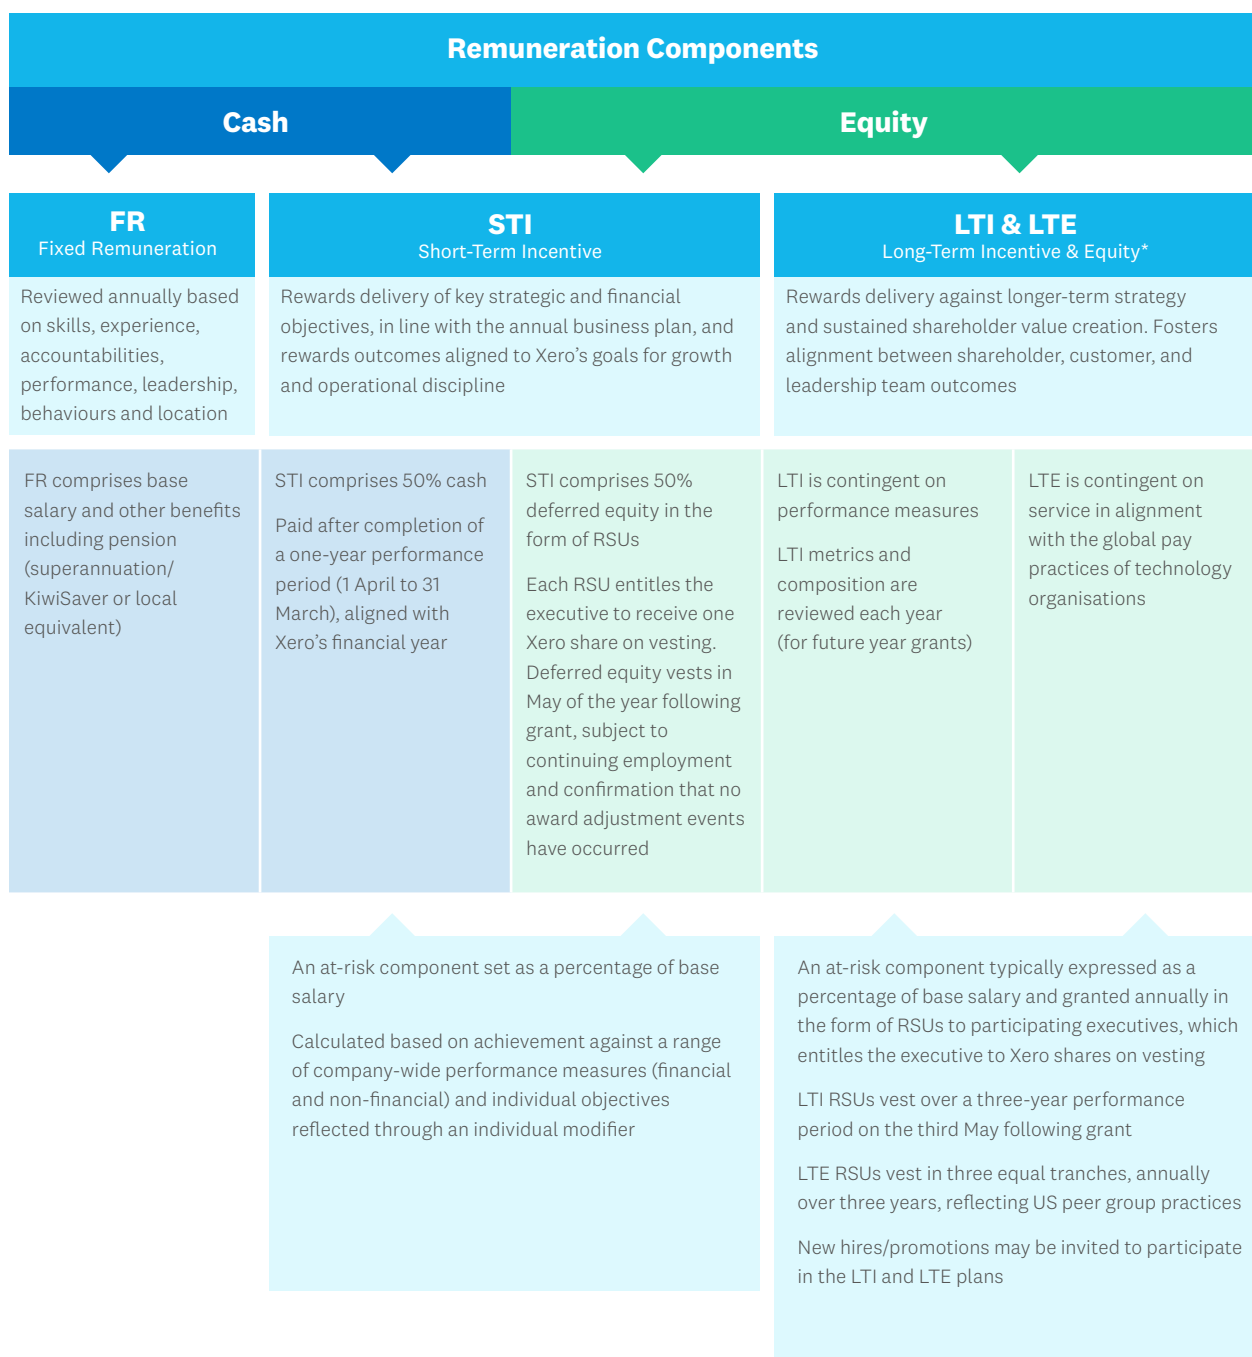 Remuneration Components
Cash
Equity
FR
Fixed Remuneration
Reviewed annually based
on skills, experience,
accountabilities,
performance, leadership,
behaviours and location
STI
Short-Term Incentive
Rewards delivery of key strategic and financial
objectives, in line with the annual business plan, and
rewards outcomes aligned to Xero’s goals for growth
and operational discipline
LTI & LTE
Long-Term Incentive & Equity*
Rewards delivery against longer-term strategy
and sustained shareholder value creation. Fosters
alignment between shareholder, customer, and
leadership team outcomes
FR comprises base
salary and other benefits
including pension
(superannuation/
KiwiSaver or local
equivalent)
STI comprises 50% cash
Paid after completion of
a one-year performance
period (1 April to 31
March), aligned with
Xero’s financial year
STI comprises 50%
deferred equity in the
form of RSUs
Each RSU entitles the
executive to receive one
Xero share on vesting.
Deferred equity vests in
May of the year following
grant, subject to
continuing employment
and confirmation that no
award adjustment events
have occurred
LTI is contingent on
performance measures
LTI metrics and
composition are
reviewed each year
(for future year grants)
LTE is contingent on
service in alignment
with the global pay
practices of technology
organisations
An at-risk component set as a percentage of base
salary
Calculated based on achievement against a range
of company-wide performance measures (financial
and non-financial) and individual objectives
reflected through an individual modifier
An at-risk component typically expressed as a
percentage of base salary and granted annually in
the form of RSUs to participating executives, which
entitles the executive to Xero shares on vesting
LTI RSUs vest over a three-year performance
period on the third May following grant
LTE RSUs vest in three equal tranches, annually
over three years, reflecting US peer group practices
New hires/promotions may be invited to participate
in the LTI and LTE plans